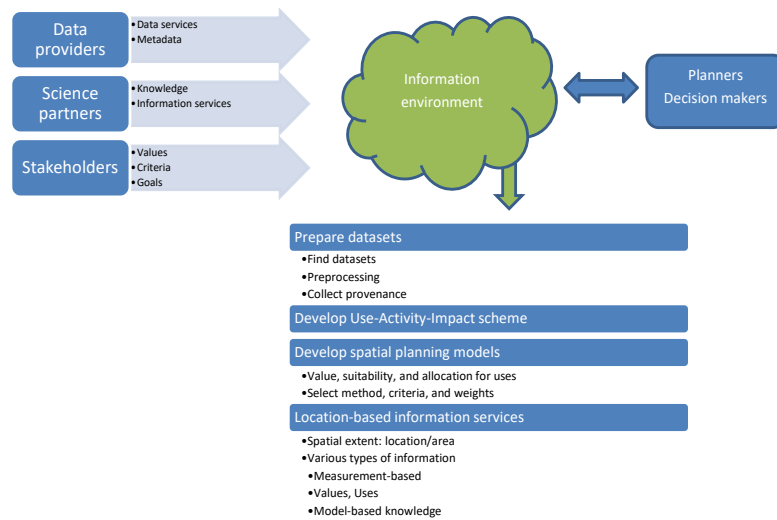 Data
providers
•Data services
•Metadata
Science
partners
•Knowledge
•Information services
Stakeholders
•Values
•Criteria
•Goals
Information
environment
Planners
Decision makers
Prepare datasets
•Find datasets
•Preprocessing
•Collect provenance
Develop Use-Activity-Impact scheme
Develop spatial planning models
•Value, suitability, and allocation for uses
•Select method, criteria, and weights
Location-based information services
•Spatial extent: location/area
•Various types of information
•Measurement-based
•Values, Uses
•Model-based knowledge